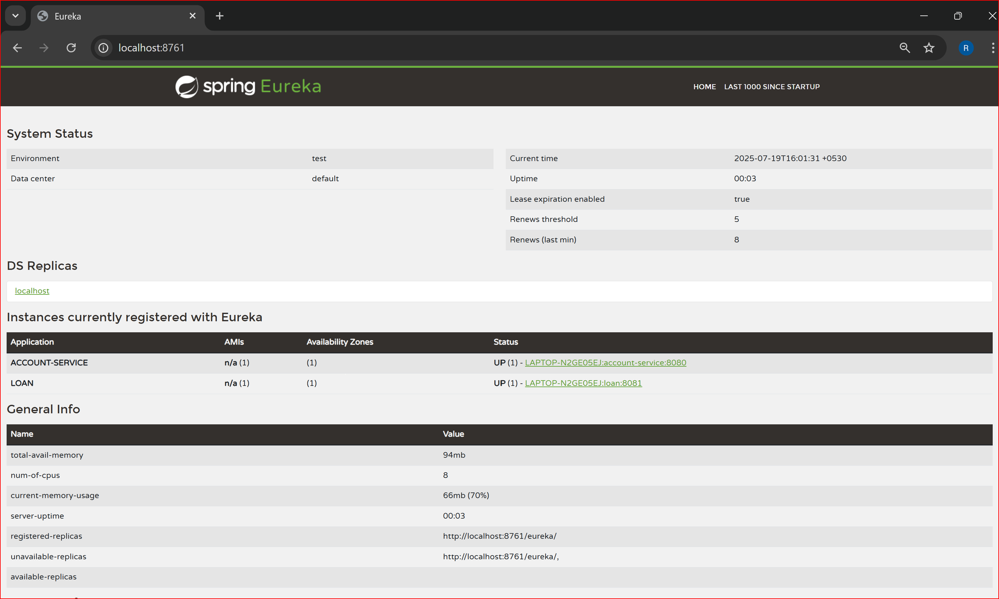 Eureka
localhost:8761
R
spring Eureka
HOME LAST 1000 SINCE STARTUP
System Status
Environment test
Data center default
Current time 2025-07-19T16:01:31 +0530
Uptime 00:03
Lease expiration enabled true
Renews threshold 5
Renews (last min) 8
DS Replicas
localhost
Instances currently registered with Eureka
Application AMIs Availability Zones Status
ACCOUNT-SERVICE n/a (1) (1) UP (1) - LAPTOP-N2GE05EJ:account-service:8080
LOAN n/a (1) (1) UP (1) - LAPTOP-N2GE05EJ:loan:8081
General Info
Name Value
total-avail-memory 94mb
num-of-cpus 8
current-memory-usage 66mb (70%)
server-uptime 00:03
registered-replicas http://localhost:8761/eureka/
unavailable-replicas http://localhost:8761/eureka/,
available-replicas